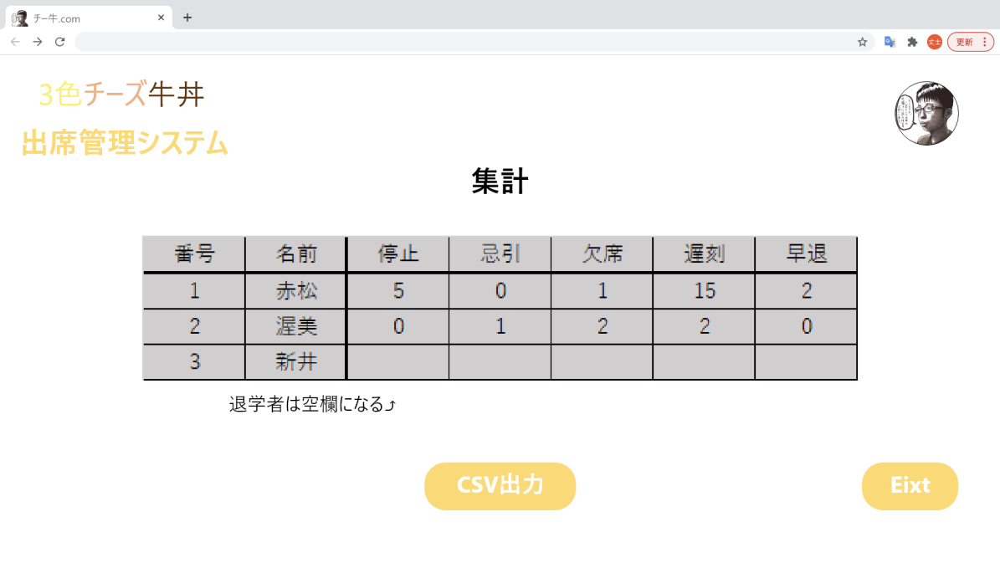 チー牛.com
更新
丈士
3色チーズ牛丼
出席管理システム
集計
番号 名前 停止 忌引 欠席 遅刻 早退
1 赤松 5 0 1 15 2
2 渥美 0 1 2 2 0
3 新井
退学者は空欄になる⤴
CSV出力
Eixt